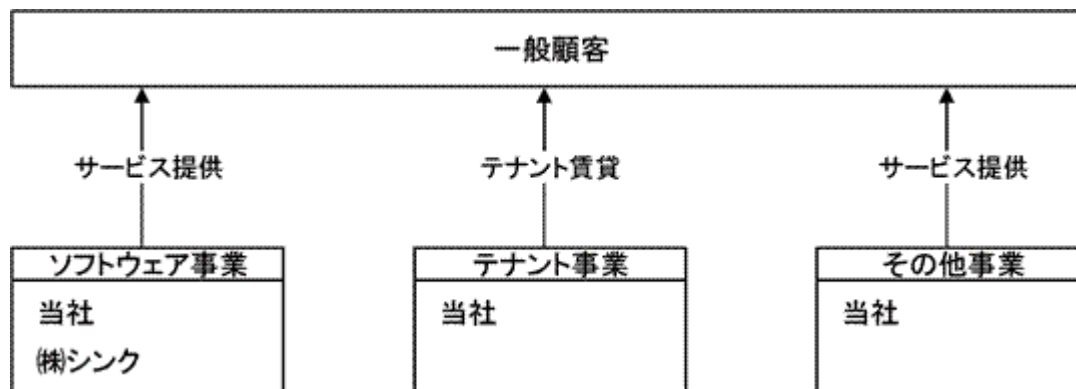 一般顧客
サービス提供
テナント賃貸
サービス提供
ソフトウェア事業
テナント事業
その他事業
当社
㈱シンク
当社
当社